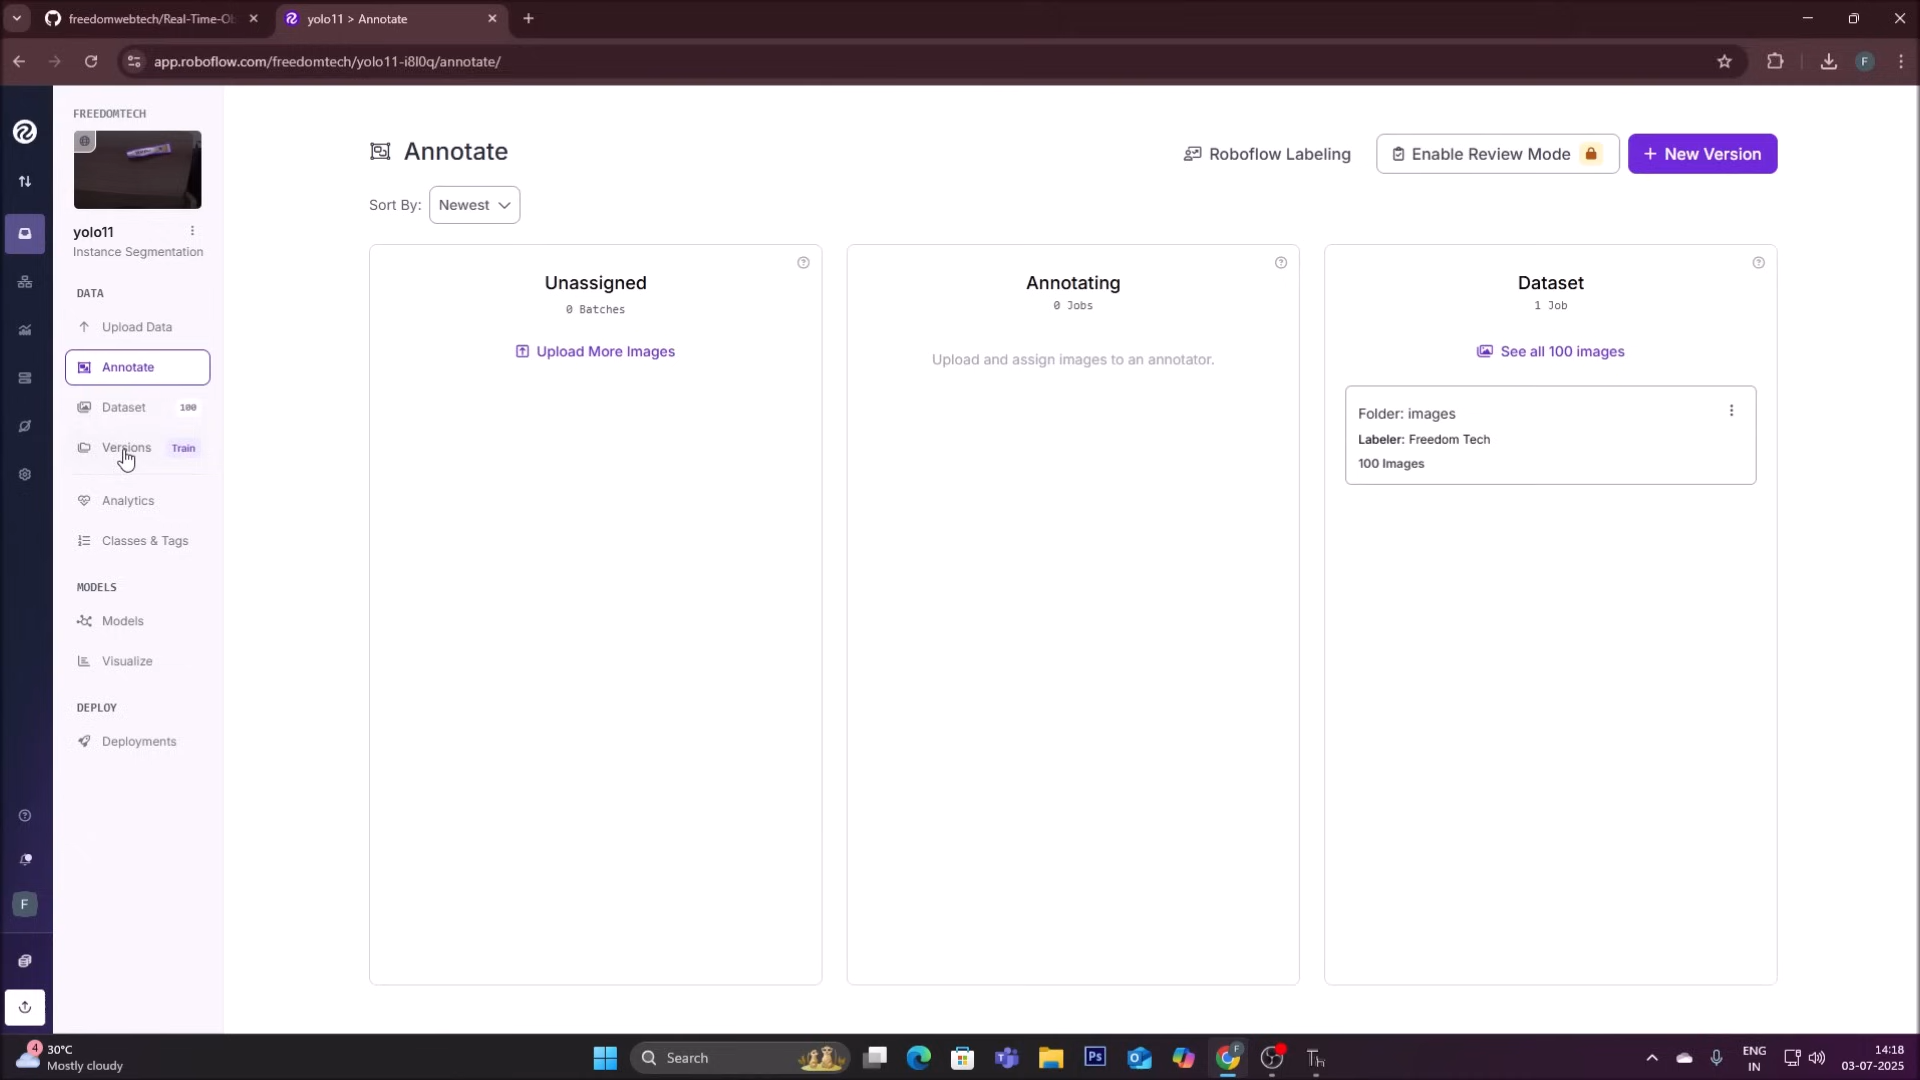 freedomwebtech/Real-Time-Ob
yolo11 > Annotate
app.roboflow.com/freedomtech/yolo11-i8l0q/annotate/
F
FREEDOMTECH
yolo11
Instance Segmentation
DATA
Upload Data
Annotate
Dataset 100
Versions Train
Analytics
Classes & Tags
MODELS
Models
Visualize
DEPLOY
Deployments
F
Annotate
Roboflow Labeling
Enable Review Mode
+ New Version
Sort By: Newest
Unassigned
0 Batches
Upload More Images
Annotating
0 Jobs
Upload and assign images to an annotator.
Dataset
1 Job
See all 100 images
Folder: images
Labeler: Freedom Tech
100 Images
4
30°C
Mostly cloudy
Search
Ps
F
ENG
IN
14:18
03-07-2025